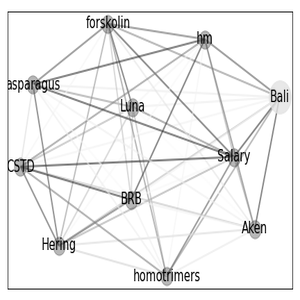 forskolin
hm
asparagus
Bali
Luna
Salary
CSTD
BRB
Aken
Hering
homotrimers